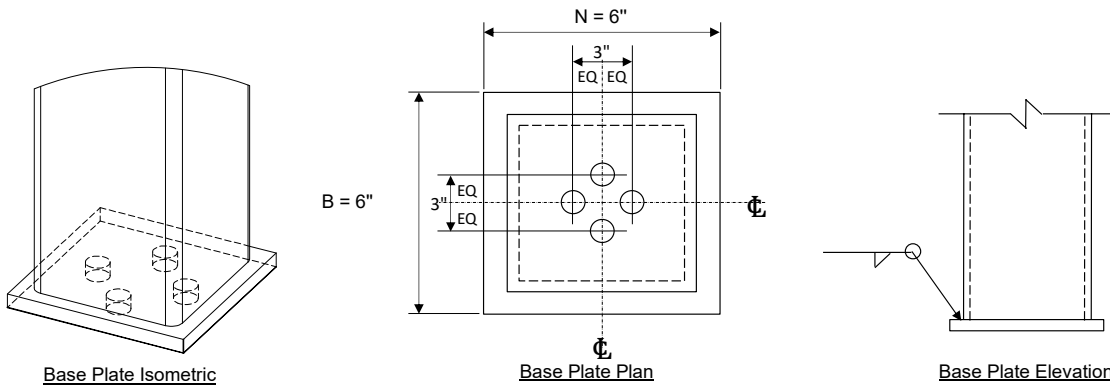 N = 6"
3"
EQ EQ
B = 6"
3"
EQ
EQ
℄
℄
Base Plate Isometric
Base Plate Plan
Base Plate Elevation